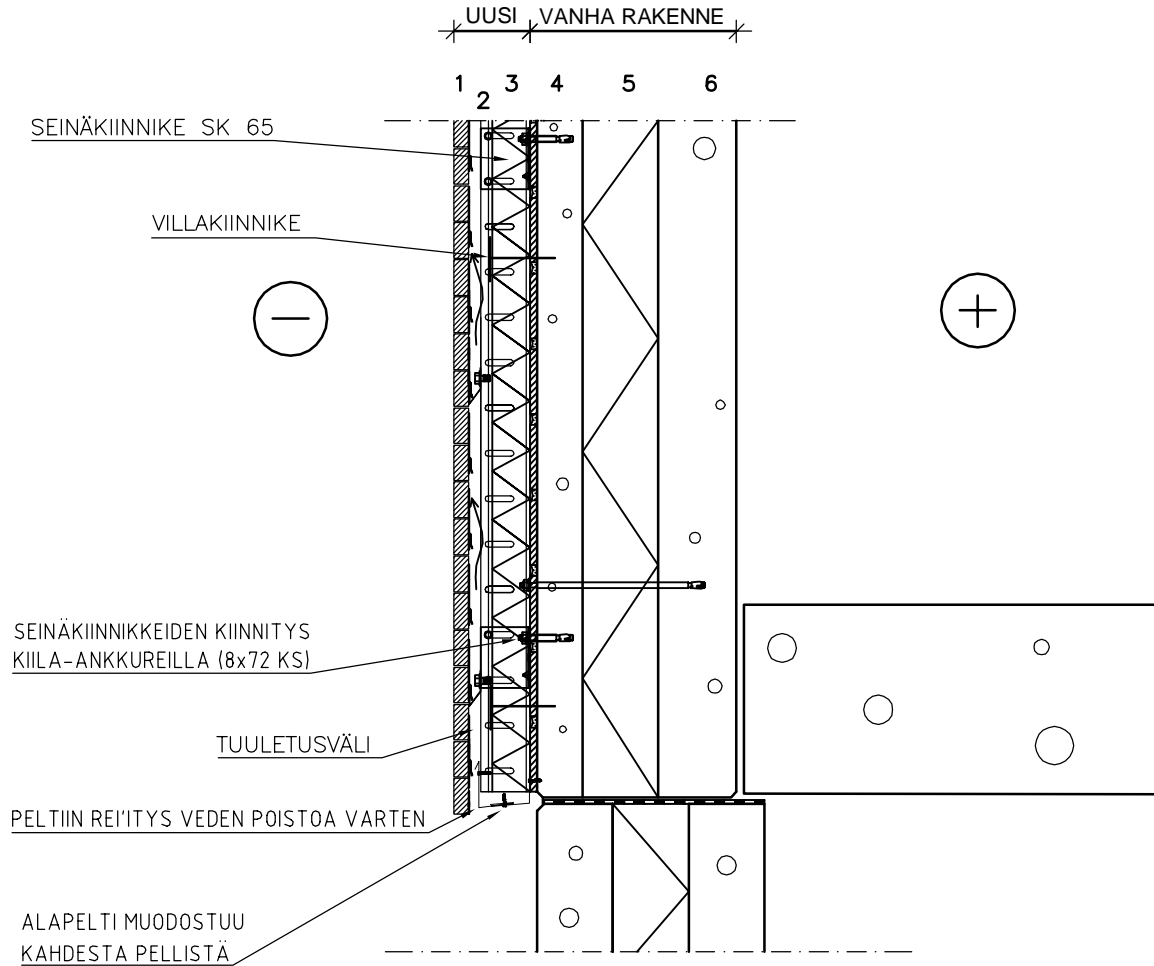 UUSI VANHA RAKENNE
1 2 3 4 5 6
SEINÄKIINNIKE SK 65
VILLAKIINNIKE
SEINÄKIINNIKKEIDEN KIINNITYS
KIILA-ANKKUREILLA (8x72 KS)
TUULETUSVÄLI
PELTIIN REI'ITYS VEDEN POISTOA VARTEN
ALAPELTI MUODOSTUU
KAHDESTA PELLISTÄ